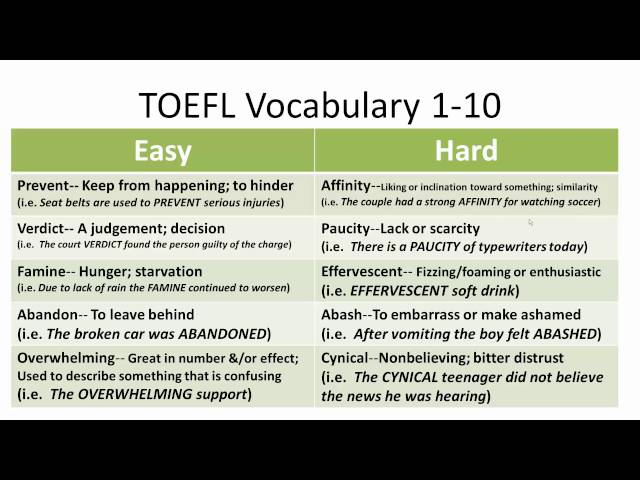 TOEFL Vocabulary 1-10
Easy
Hard
Prevent-- Keep from happening; to hinder
(i.e. Seat belts are used to PREVENT serious injuries)
Affinity--Liking or inclination toward something; similarity
(i.e. The couple had a strong AFFINITY for watching soccer)
Verdict-- A judgement; decision
(i.e. The court VERDICT found the person guilty of the charge)
Paucity--Lack or scarcity
(i.e. There is a PAUCITY of typewriters today)
Famine-- Hunger; starvation
(i.e. Due to lack of rain the FAMINE continued to worsen)
Effervescent-- Fizzing/foaming or enthusiastic
(i.e. EFFERVESCENT soft drink)
Abandon-- To leave behind
(i.e. The broken car was ABANDONED)
Abash--To embarrass or make ashamed
(i.e. After vomiting the boy felt ABASHED)
Overwhelming-- Great in number &/or effect;
Used to describe something that is confusing
(i.e. The OVERWHELMING support)
Cynical--Nonbelieving; bitter distrust
(i.e. The CYNICAL teenager did not believe
the news he was hearing)